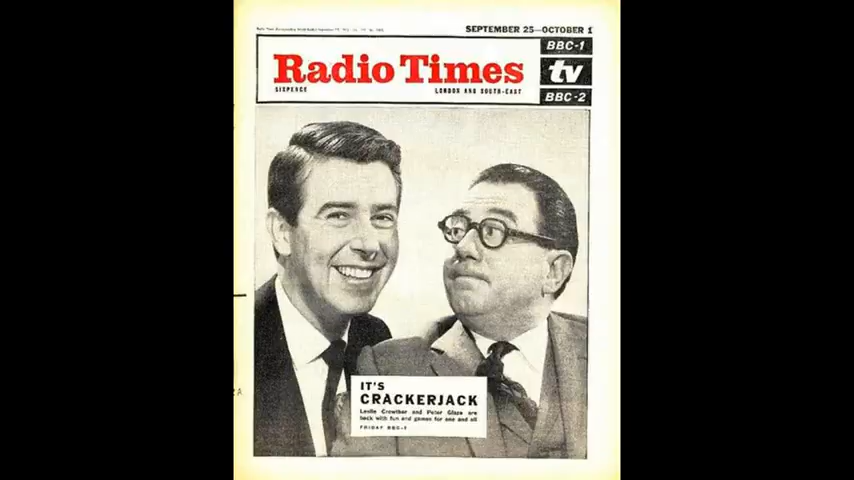 SEPTEMBER 25—OCTOBER 1
Radio Times
SIXPENCE
LONDON AND SOUTH-EAST
BBC-1
tv
BBC-2
IT'S
CRACKERJACK
Leslie Crowther and Peter Glaze are
back with fun and games for one and all
FRIDAY BBC-1